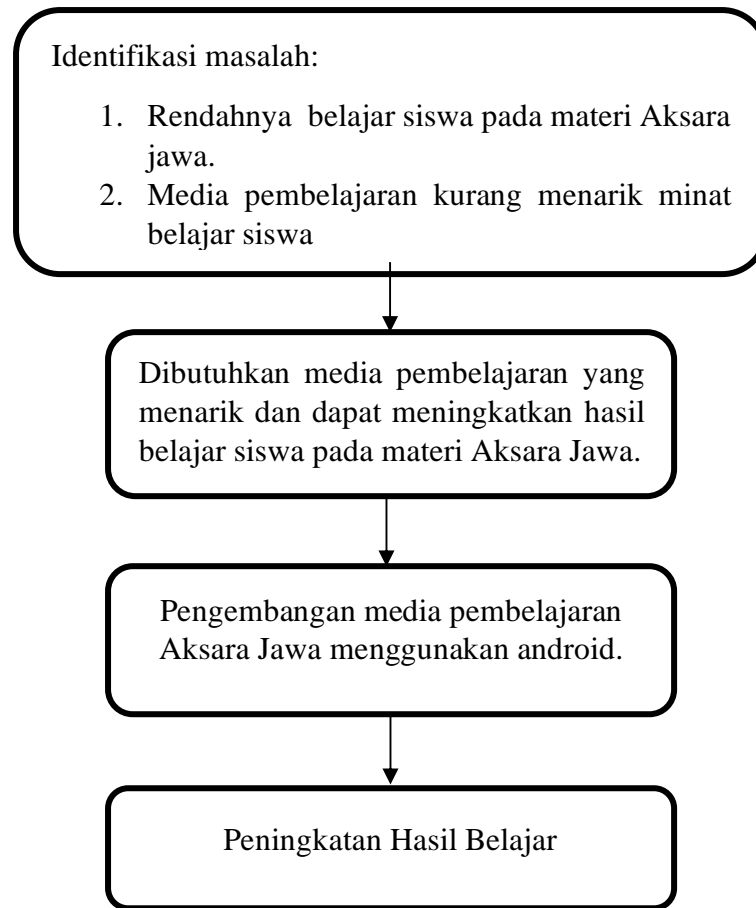 Identifikasi masalah:
1. Rendahnya belajar siswa pada materi Aksara
jawa.
2. Media pembelajaran kurang menarik minat
belajar siswa
Dibutuhkan media pembelajaran yang
menarik dan dapat meningkatkan hasil
belajar siswa pada materi Aksara Jawa.
Pengembangan media pembelajaran
Aksara Jawa menggunakan android.
Peningkatan Hasil Belajar